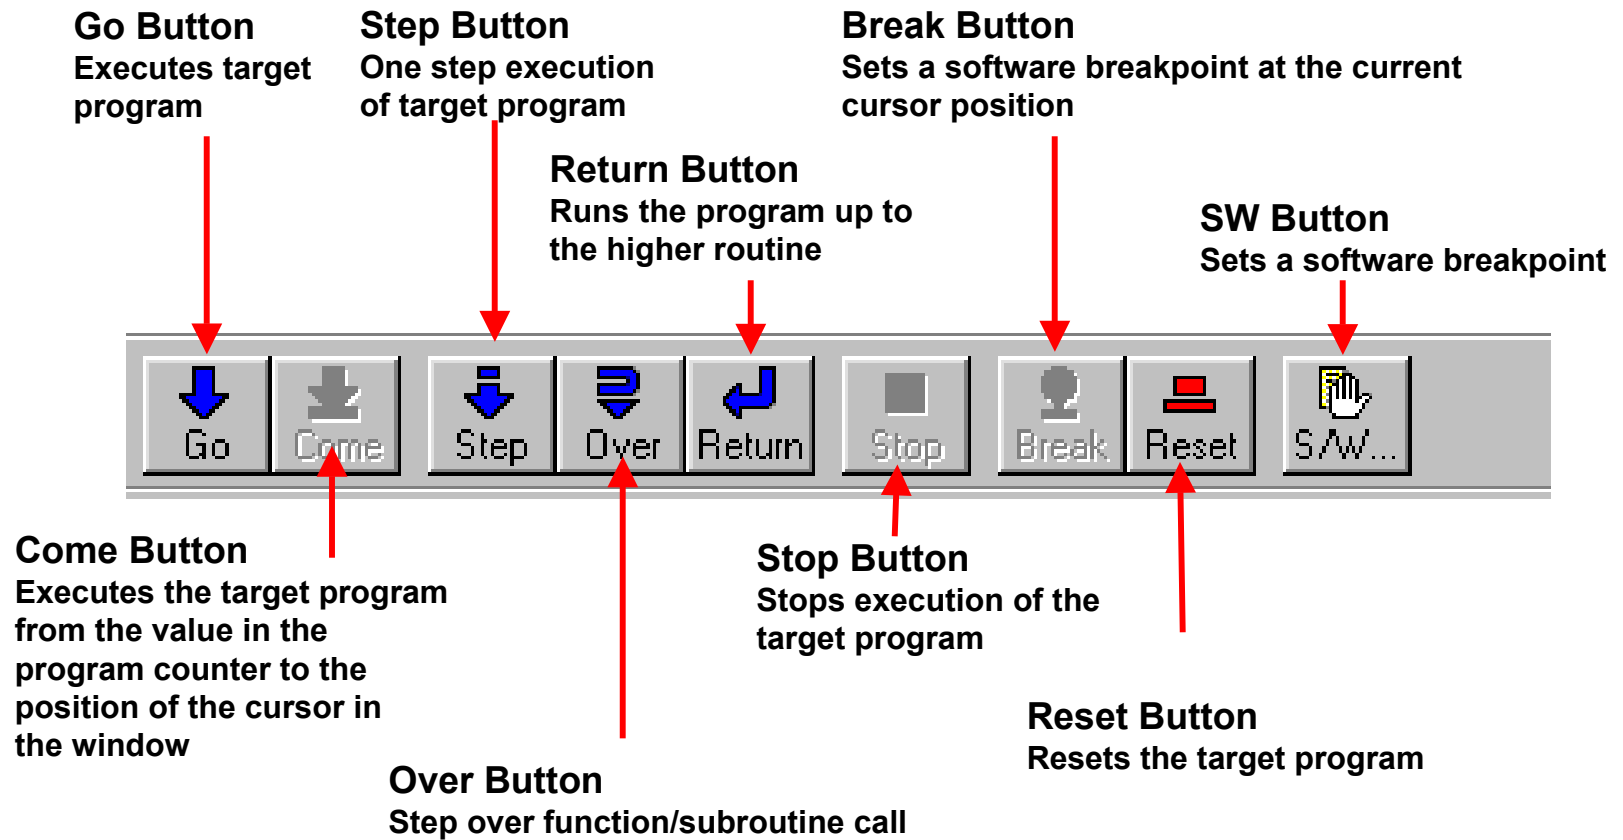 Go Button
Executes target
program
Step Button
One step execution
of target program
Break Button
Sets a software breakpoint at the current
cursor position
Return Button
Runs the program up to
the higher routine
SW Button
Sets a software breakpoint
Go
Come
Step
Over
Return
Stop
Break
Reset
S/W...
Come Button
Executes the target program
from the value in the
program counter to the
position of the cursor in
the window
Stop Button
Stops execution of the
target program
Reset Button
Resets the target program
Over Button
Step over function/subroutine call